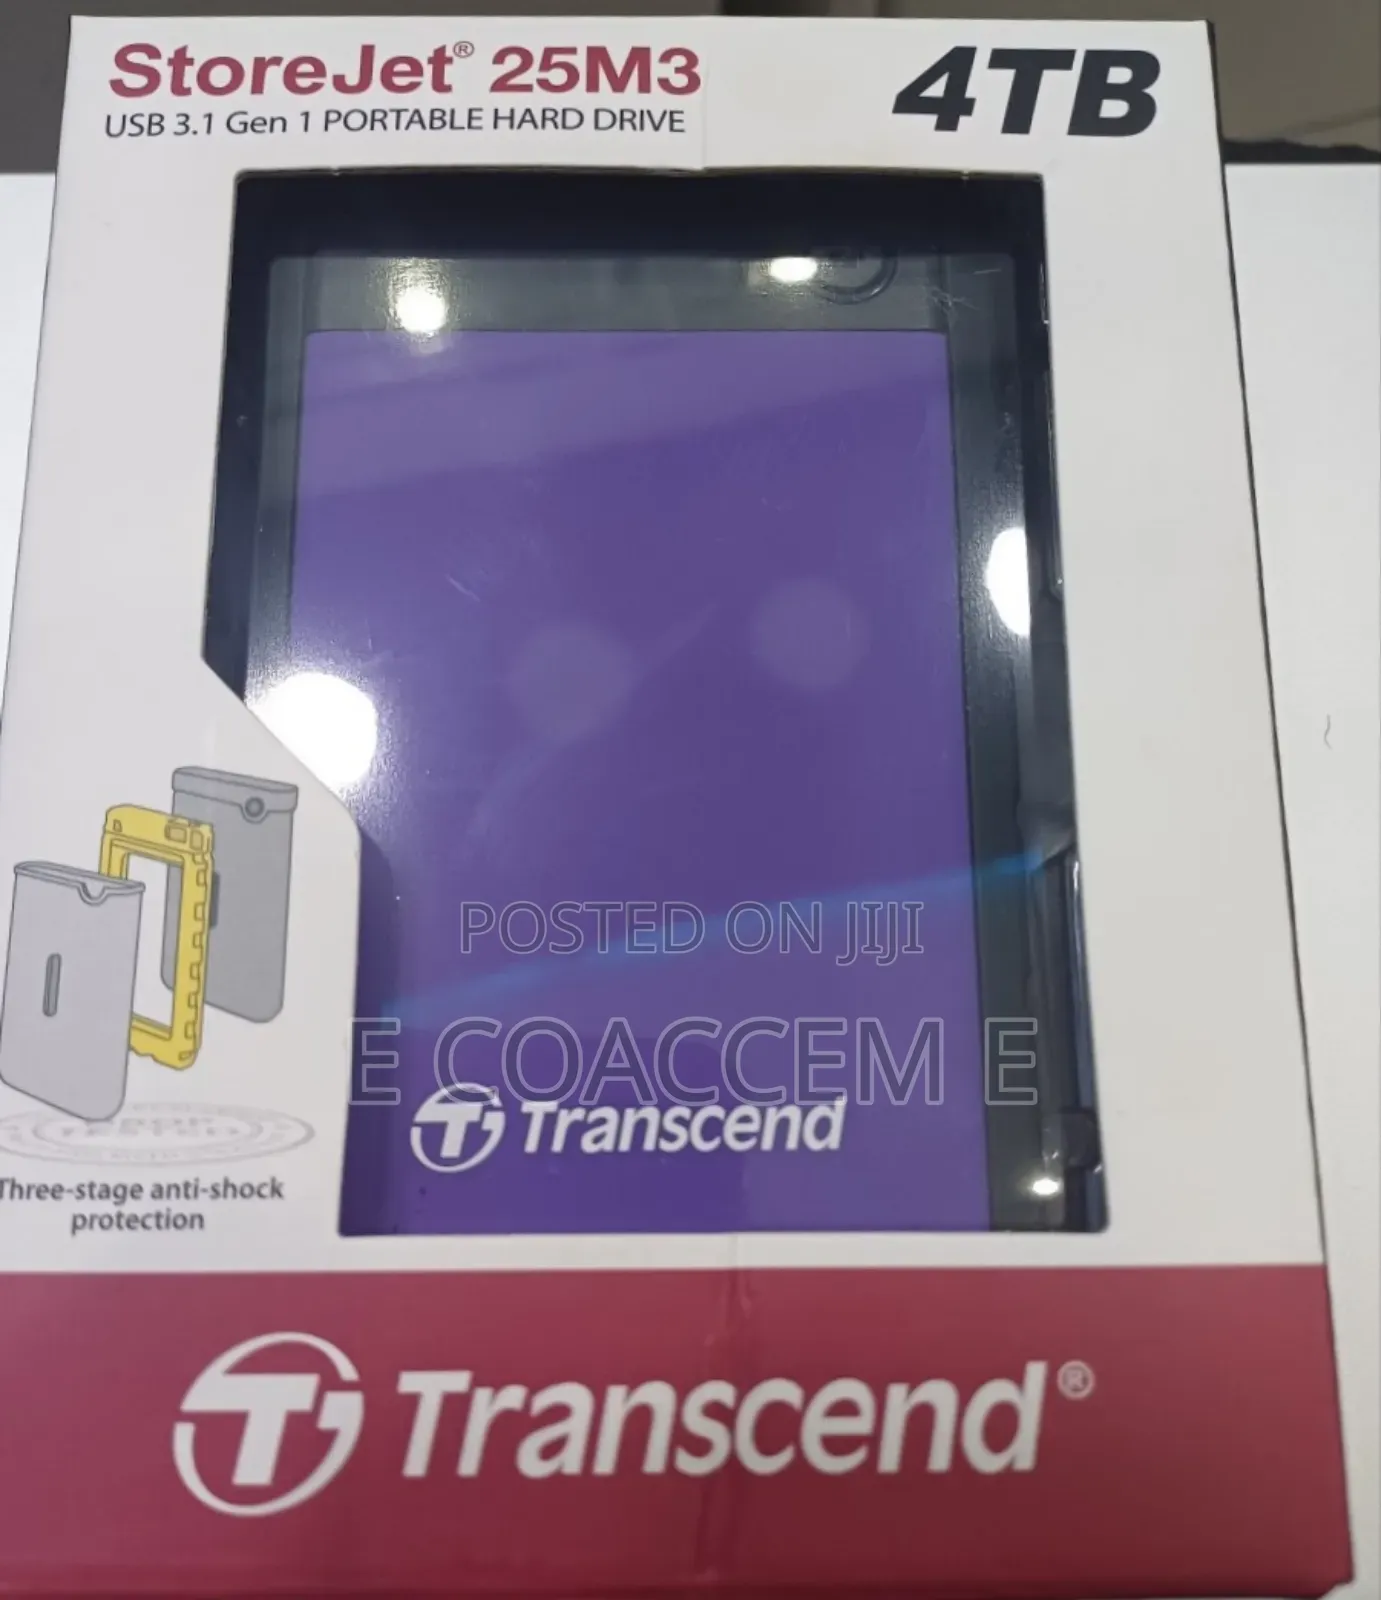 StoreJet® 25M3
4TB
USB 3.1 Gen 1 PORTABLE HARD DRIVE
POSTED ON JIJI
E COACCEM E
Transcend
Three-stage anti-shock
protection
Transcend®